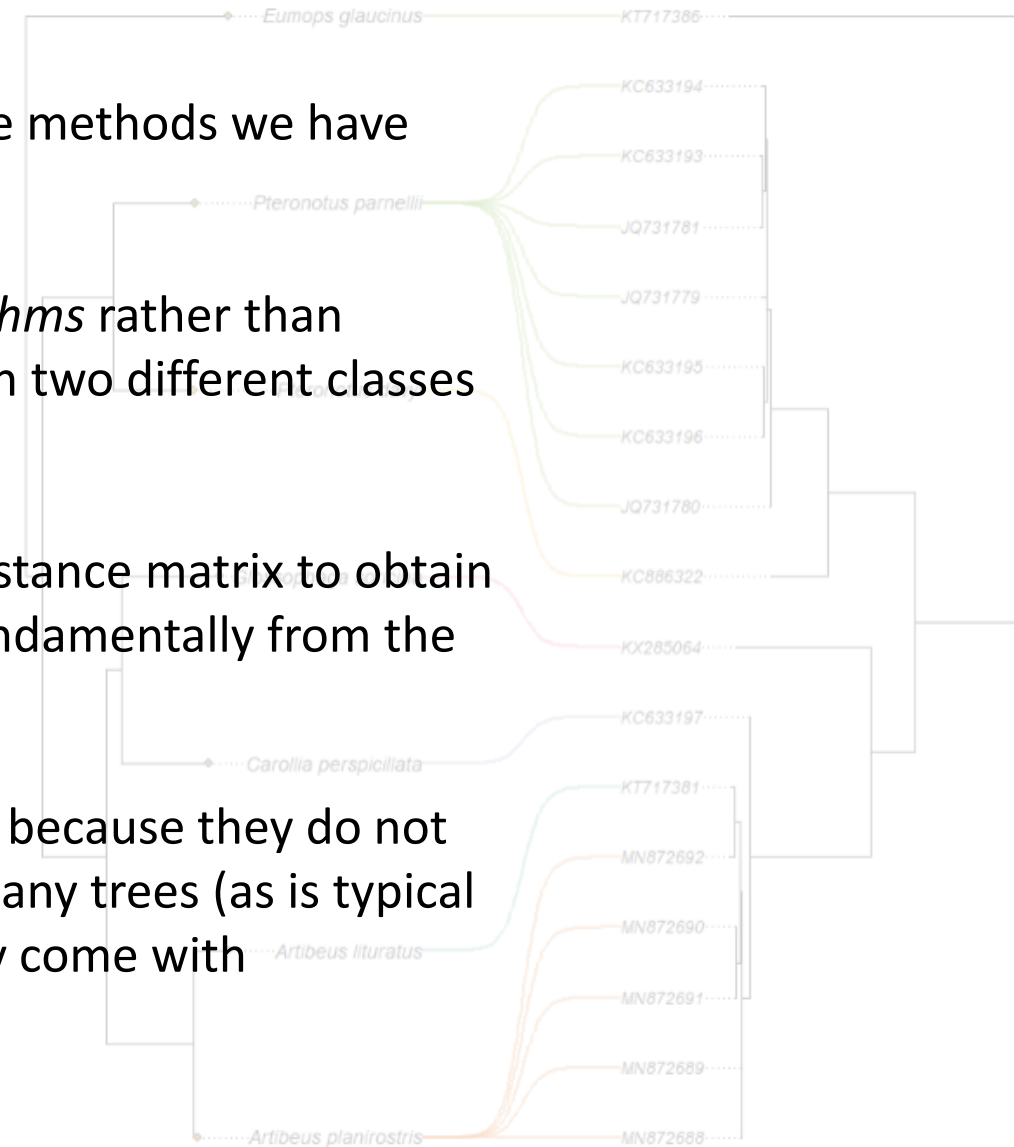 Eumops glaucinus KT717386
KC633194
e methods we have
KC633193
Pteronotus parnellii
JQ731781
JQ731779
hms rather than
KC633195
n two different classes
KC633196
JQ731780
stance matrix to obtain
KC886322
ndamentally from the
KX285064
KC633197
Carollia perspicillata
KT717381
because they do not
MN872692
any trees (as is typical
MN872690
Artibeus lituratus
y come with
MN872691
MN872689
Artibeus planirostris MN872688